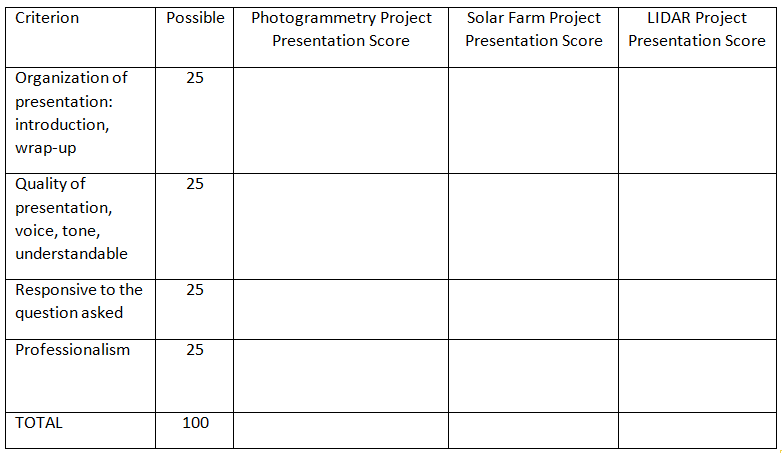 Criterion
Possible
Photogrammetry Project
Presentation Score
Solar Farm Project
Presentation Score
LIDAR Project
Presentation Score
Organization of
presentation:
introduction,
wrap-up
25
Quality of
presentation,
voice, tone,
understandable
25
Responsive to the
question asked
25
Professionalism
25
TOTAL
100